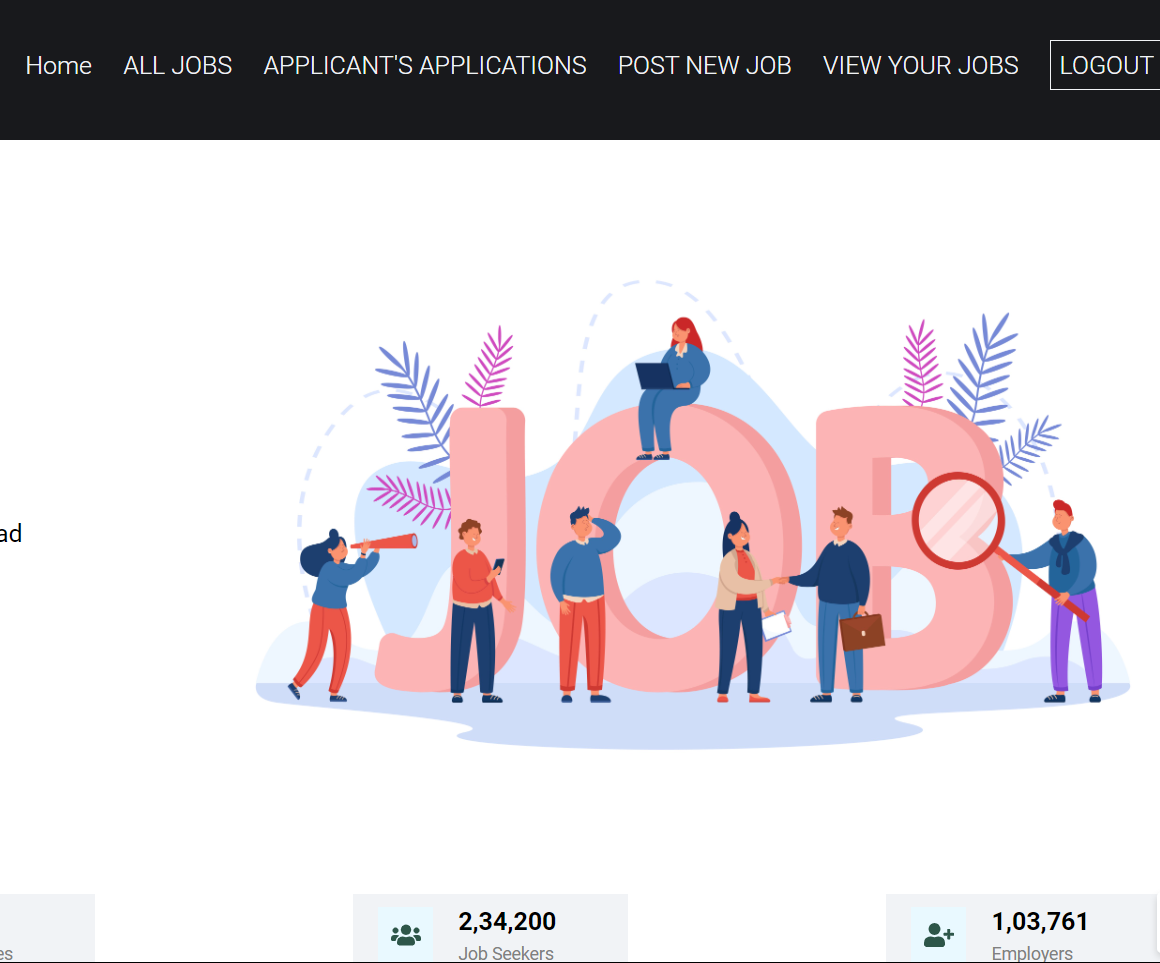 Home ALL JOBS APPLICANT'S APPLICATIONS POST NEW JOB VIEW YOUR JOBS LOGOUT
JOB
ad
2,34,200 1,03,761
es Job Seekers Employers